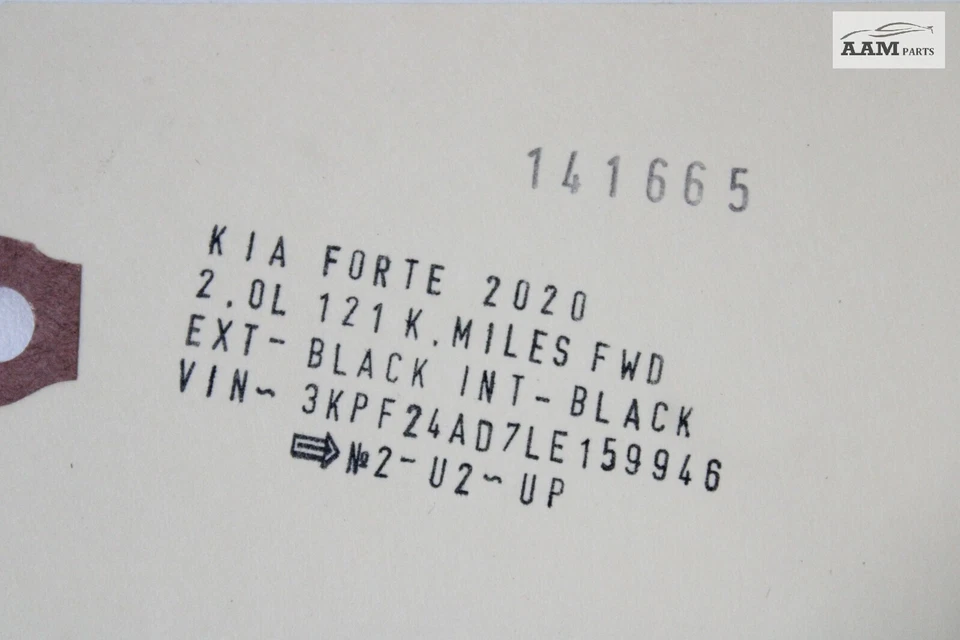 AAM PARTS
141665
KIA FORTE 2020
2.0L 121K.MILES FWD
EXT- BLACK INT-BLACK
VIN~ 3KPF24AD7LE159946
⇒ №2-U2~UP